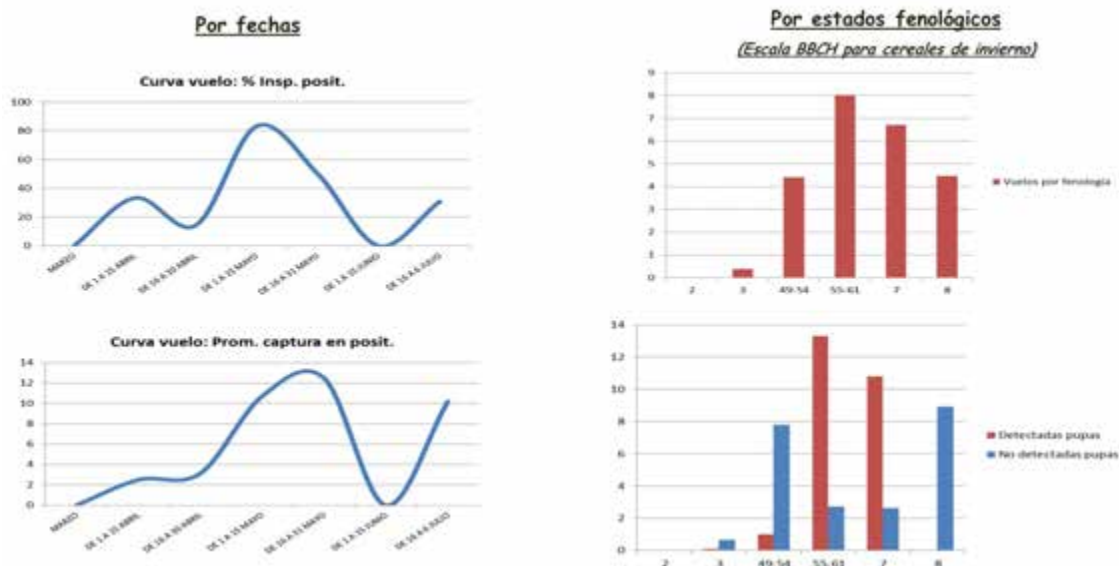 Por fechas
Curva vuelo: % Insp. posit.
100
80
60
40
20
0
MARZO
DE 1 A 15 ABRIL
DE 16 A 30 ABRIL
DE 1 A 15 MAYO
DE 16 A 31 MAYO
DE 1 A 15 JUNIO
DE 16 A 6 JULIO
Curva vuelo: Prom. captura en posit.
14
12
10
8
6
4
2
0
MARZO
DE 1 A 15 ABRIL
DE 16 A 30 ABRIL
DE 1 A 15 MAYO
DE 16 A 31 MAYO
DE 1 A 15 JUNIO
DE 16 A 6 JULIO
Por estados fenológicos
(Escala BBCH para cereales de invierno)
9
8
7
6
5
4
3
2
1
0
2 3 49-54 55-61 7 8
Vuelos por fenología
14
12
10
8
6
4
2
0
2 3 49-54 55-61 7 8
Detectadas pupas
No detectadas pupas